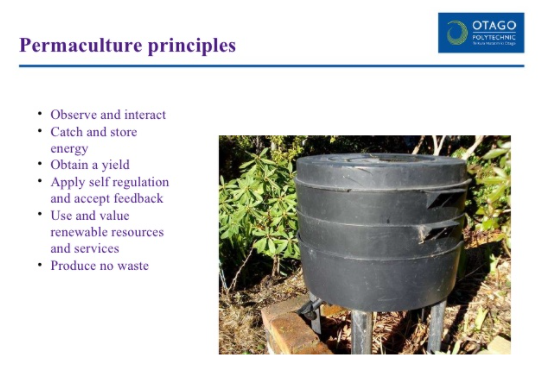 OTAGO
POLYTECHNIC
Permaculture principles
• Observe and interact
• Catch and store
energy
• Obtain a yield
• Apply self regulation
and accept feedback
• Use and value
renewable resources
and services
• Produce no waste